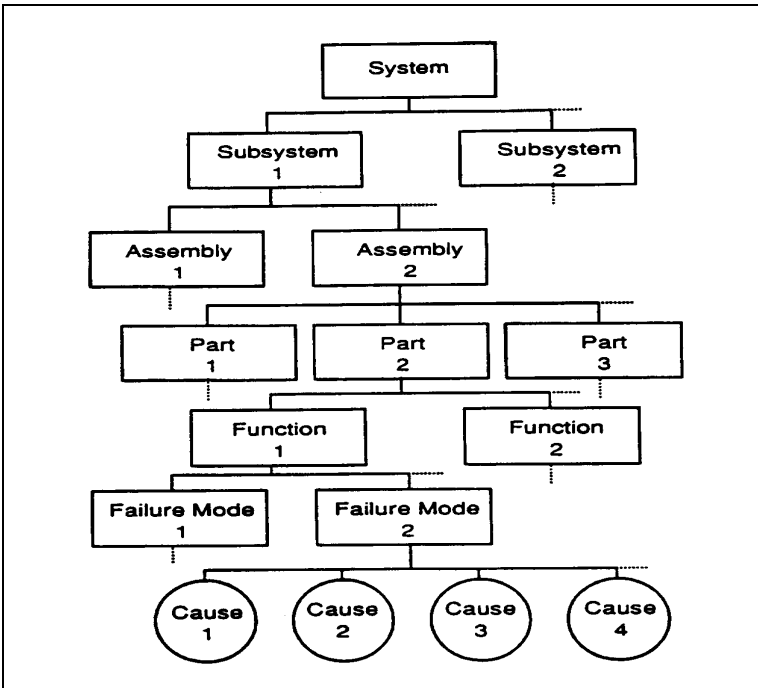 System
Subsystem
1
Subsystem
2
Assembly
1
Assembly
2
Part
1
Part
2
Part
3
Function
1
Function
2
Failure Mode
1
Failure Mode
2
Cause
1
Cause
2
Cause
3
Cause
4